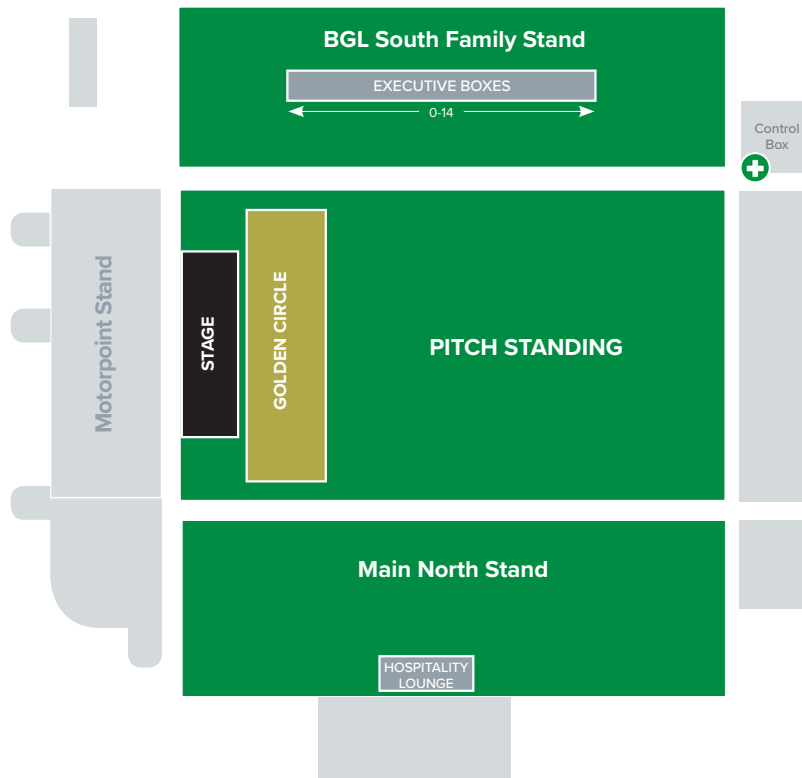 BGL South Family Stand
EXECUTIVE BOXES
0-14
Control
Box
Motorpoint Stand
STAGE
GOLDEN CIRCLE
PITCH STANDING
Main North Stand
HOSPITALITY
LOUNGE